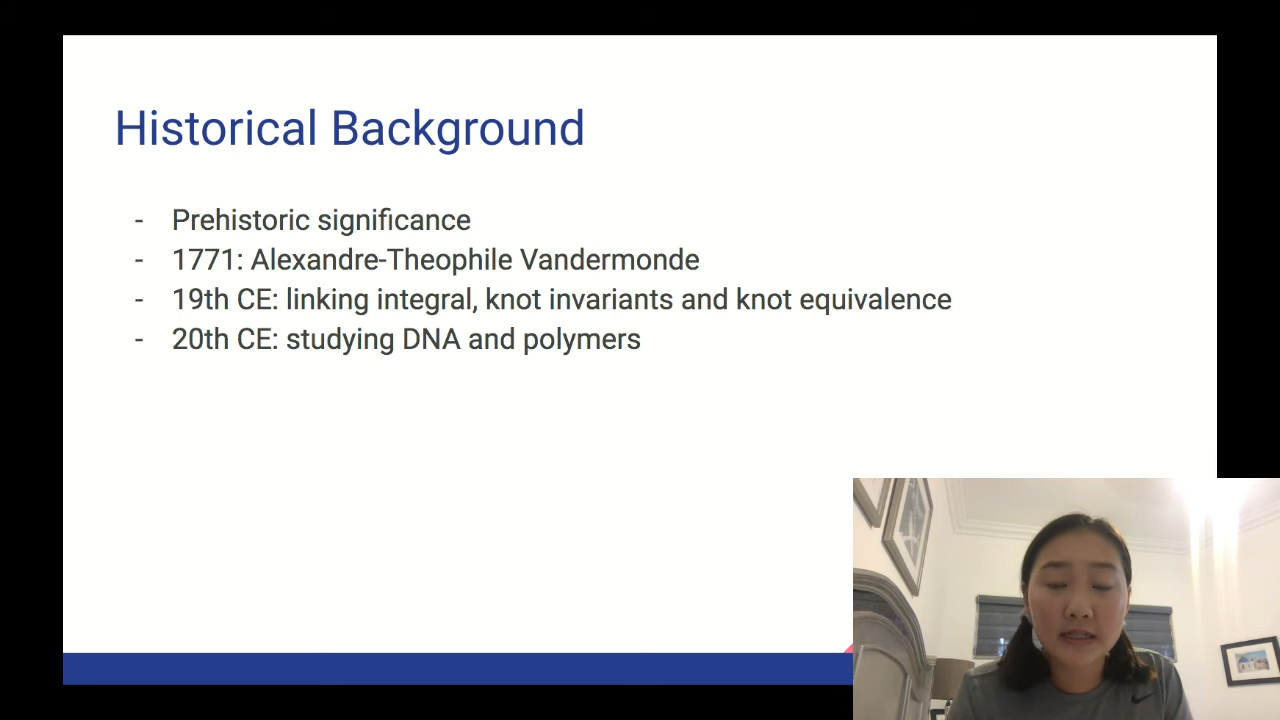 Historical Background
- Prehistoric significance
- 1771: Alexandre-Theophile Vandermonde
- 19th CE: linking integral, knot invariants and knot equivalence
- 20th CE: studying DNA and polymers